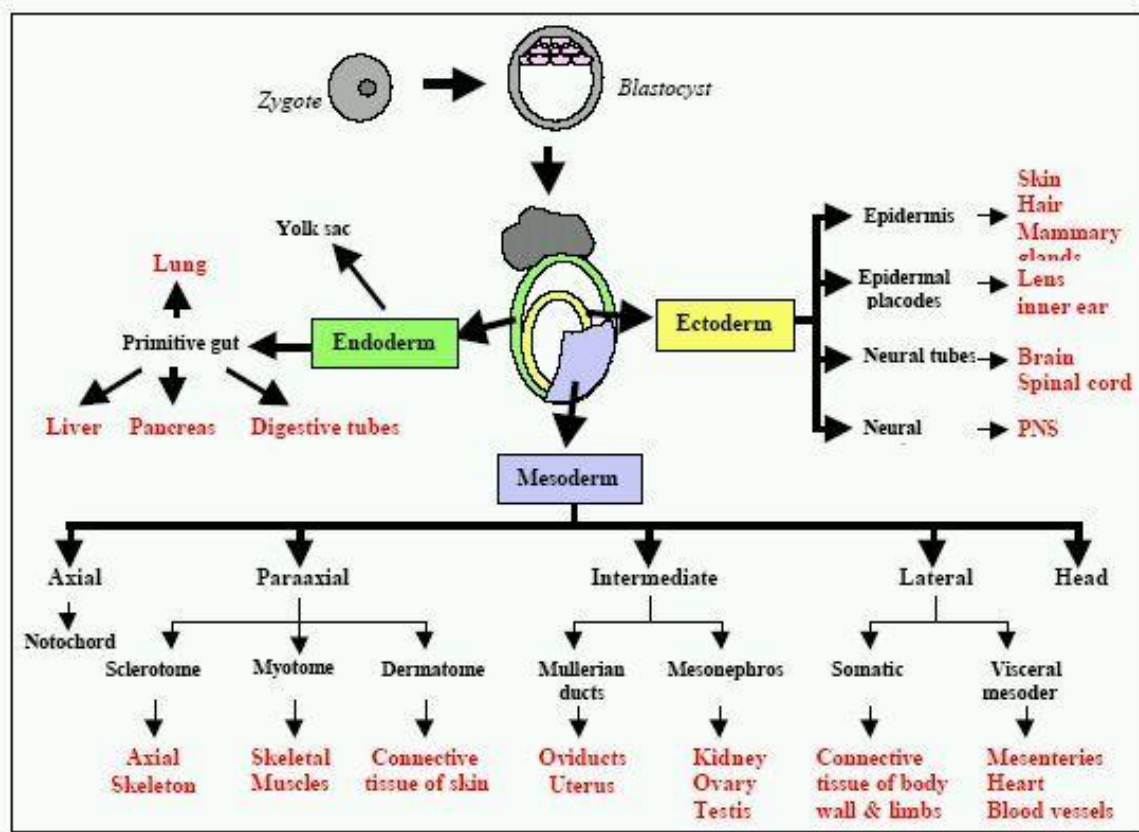 Zygote
Blastocyst
Yolk sac
Lung
Primitive gut
Endoderm
Liver
Pancreas
Digestive tubes
Ectoderm
Epidermis
Skin
Hair
Mammary
glands
Epidermal
placodes
Lens
inner ear
Neural tubes
Brain
Spinal cord
Neural
PNS
Mesoderm
Axial
Paraaxial
Intermediate
Lateral
Head
Notochord
Sclerotome
Myotome
Dermatome
Mullerian
ducts
Mesonephros
Somatic
Visceral
mesoder
Axial
Skeleton
Skeletal
Muscles
Connective
tissue of skin
Oviducts
Uterus
Kidney
Ovary
Testis
Connective
tissue of body
wall & limbs
Mesenteries
Heart
Blood vessels